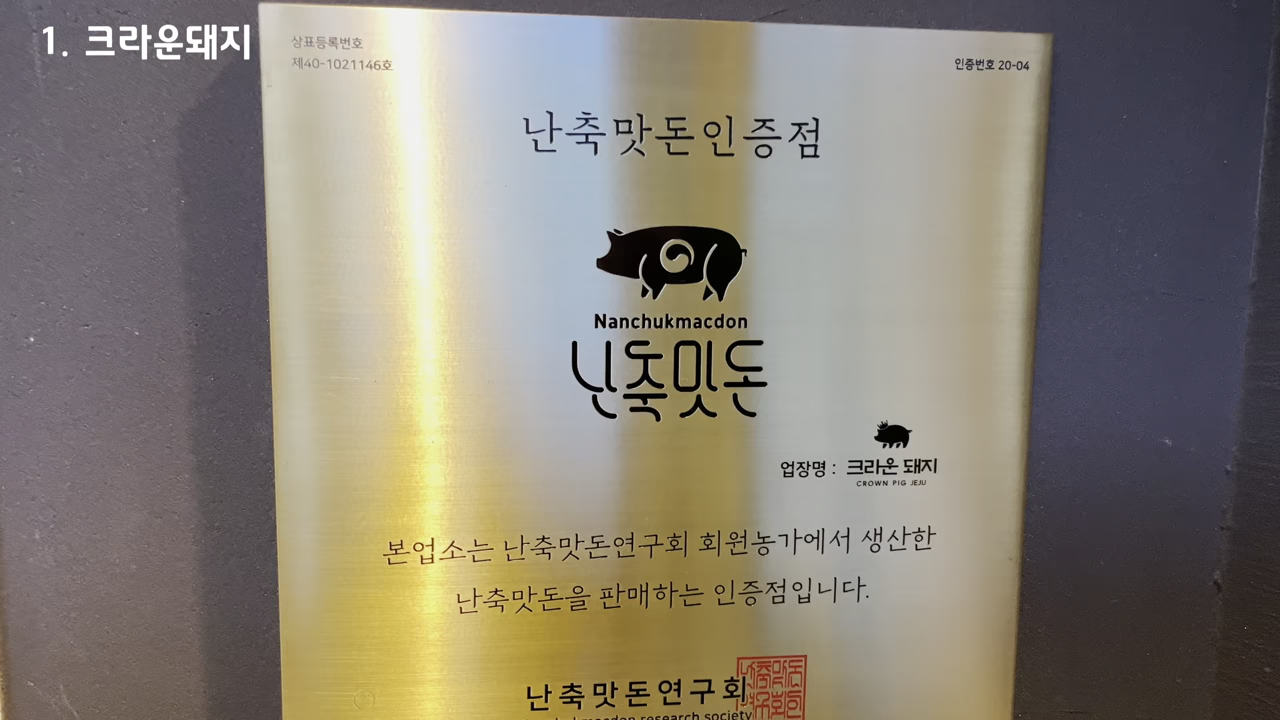 1. 크라운돼지
상표등록번호
제40-1021146호
인증번호 20-04
난축맛돈인증점
Nanchukmacdon
난축맛돈
업장명 : 크라운 돼지
CROWN PIG JEJU
본업소는 난축맛돈연구회 회원농가에서 생산한
난축맛돈을 판매하는 인증점입니다.
난축맛돈연구회
research society